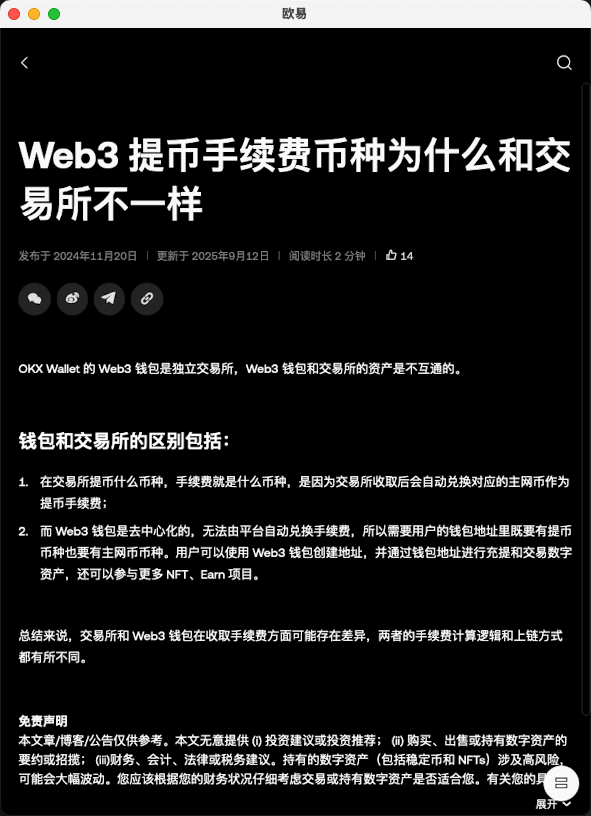 欧易
Web3 提币手续费币种为什么和交
易所不一样
发布于 2024年11月20日 | 更新于 2025年9月12日 | 阅读时长 2 分钟 | 14
OKX Wallet 的 Web3 钱包是独立交易所，Web3 钱包和交易所的资产是不互通的。
钱包和交易所的区别包括：
1. 在交易所提币什么币种，手续费就是什么币种，是因为交易所收取后会自动兑换对应的主网币作为
提币手续费；
2. 而 Web3 钱包是去中心化的，无法由平台自动兑换手续费，所以需要用户的钱包地址里既要有提币
币种也要有主网币币种。用户可以使用 Web3 钱包创建地址，并通过钱包地址进行充提和交易数字
资产，还可以参与更多 NFT、Earn 项目。
总结来说，交易所和 Web3 钱包在收取手续费方面可能存在差异，两者的手续费计算逻辑和上链方式
都有所不同。
免责声明
本文章/博客/公告仅供参考。本文无意提供 (i) 投资建议或投资推荐； (ii) 购买、出售或持有数字资产的
要约或招揽； (iii)财务、会计、法律或税务建议。持有的数字资产（包括稳定币和 NFTs）涉及高风险，
可能会大幅波动。您应该根据您的财务状况仔细考虑交易或持有数字资产是否适合您。有关您的具
展开